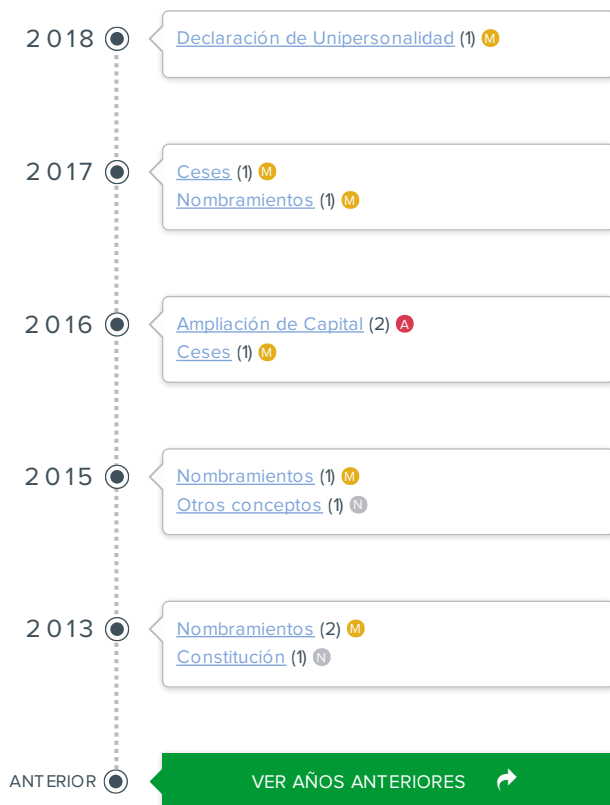 2018 Declaración de Unipersonalidad (1) M
2017 Ceses (1) M
Nombramientos (1) M
2016 Ampliación de Capital (2) A
Ceses (1) M
2015 Nombramientos (1) M
Otros conceptos (1) N
2013 Nombramientos (2) M
Constitución (1) N
ANTERIOR VER AÑOS ANTERIORES